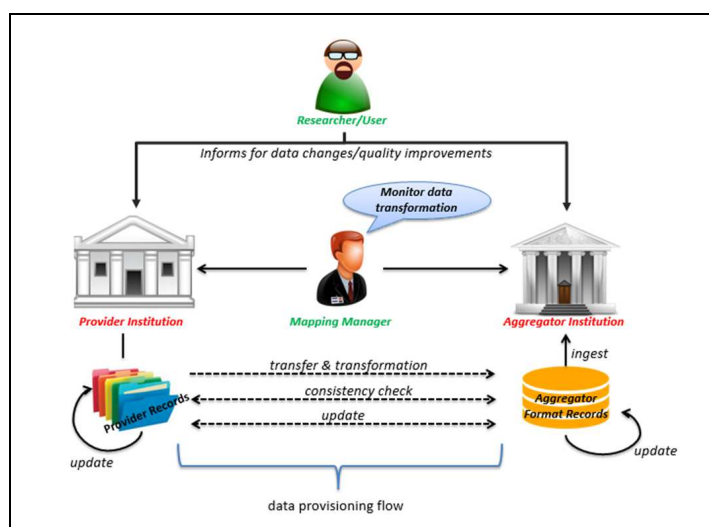 Researcher/User
Informs for data changes/quality improvements
Monitor data
transformation
Provider Institution
Mapping Manager
Aggregator Institution
ingest
transfer & transformation
consistency check
update
Provider Records
Aggregator
Format Records
update
update
data provisioning flow